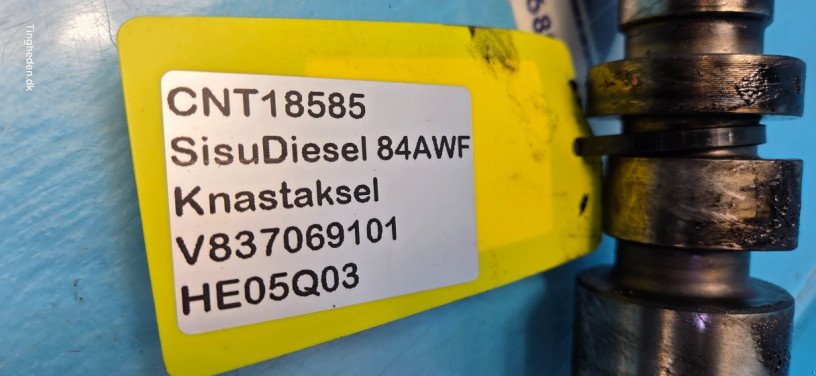 Tingheden.dk
CNT18585
SisuDiesel 84AWF
Knastaksel
V837069101
HE05Q03